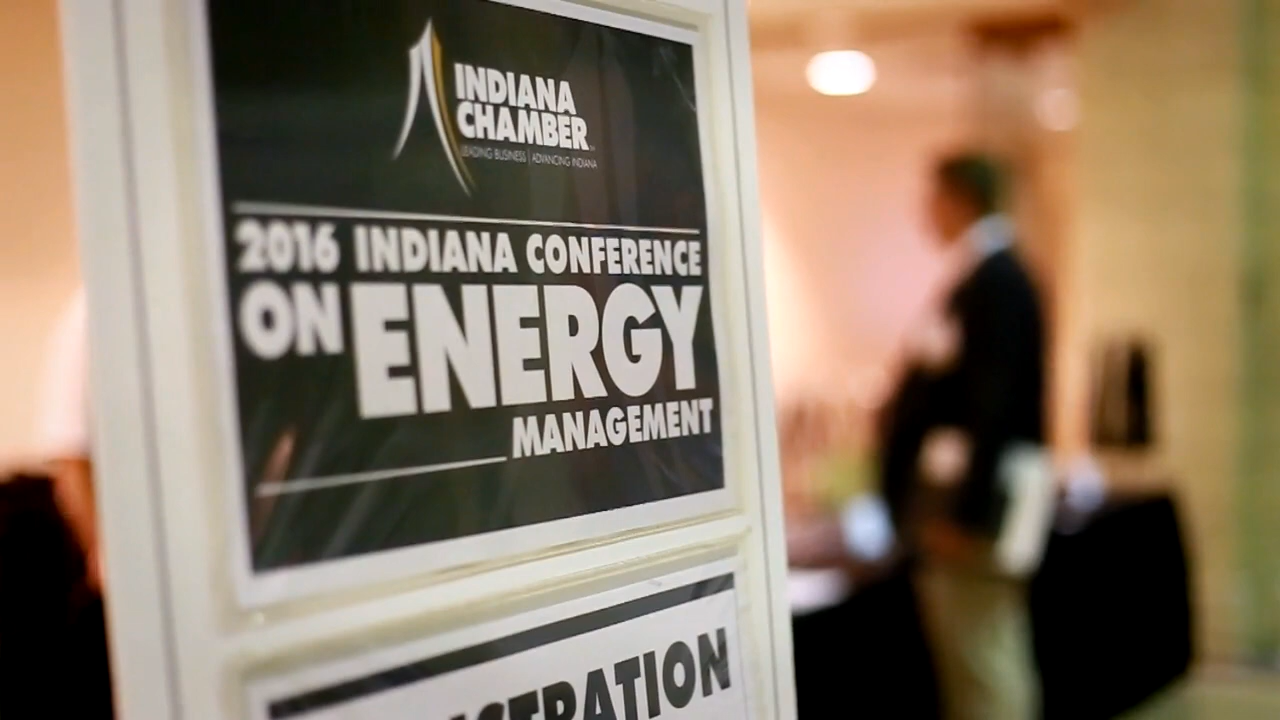 INDIANA
CHAMBER
LEADING BUSINESS | ADVANCING INDIANA
2016 INDIANA CONFERENCE
ON ENERGY
MANAGEMENT